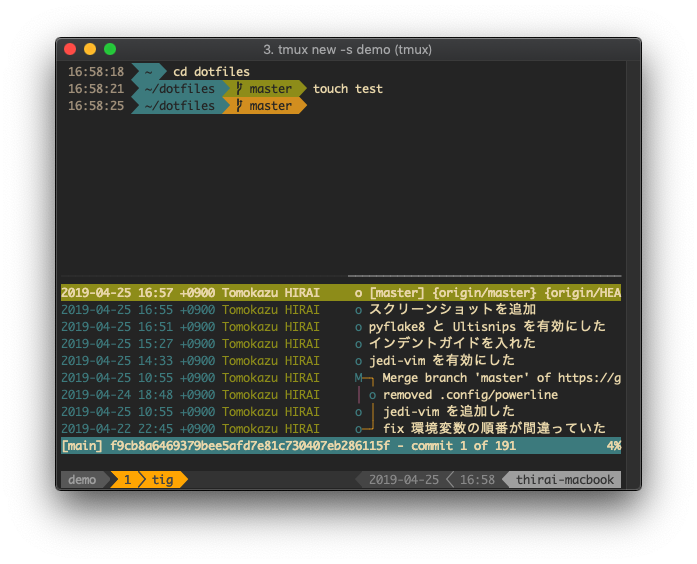 3. tmux new -s demo (tmux)
16:58:18 ~ cd dotfiles
16:58:21 ~/dotfiles master touch test
16:58:25 ~/dotfiles master
2019-04-25 16:57 +0900 Tomokazu HIRAI o [master] {origin/master} {origin/HEA
2019-04-25 16:55 +0900 Tomokazu HIRAI o スクリーンショットを追加
2019-04-25 16:51 +0900 Tomokazu HIRAI o pyflake8 と Ultisnips を有効にした
2019-04-25 15:27 +0900 Tomokazu HIRAI o インデントガイドを入れた
2019-04-25 14:33 +0900 Tomokazu HIRAI o jedi-vim を有効にした
2019-04-25 10:55 +0900 Tomokazu HIRAI M─┐ Merge branch 'master' of https://g
2019-04-24 18:48 +0900 Tomokazu HIRAI │ o removed .config/powerline
2019-04-25 10:55 +0900 Tomokazu HIRAI o │ jedi-vim を追加した
2019-04-22 22:45 +0900 Tomokazu HIRAI o─┘ fix 環境変数の順番が間違っていた
[main] f9cb8a6469379bee5afd7e81c730407eb286115f - commit 1 of 191 4%
demo 1 tig 2019-04-25 16:58 thirai-macbook